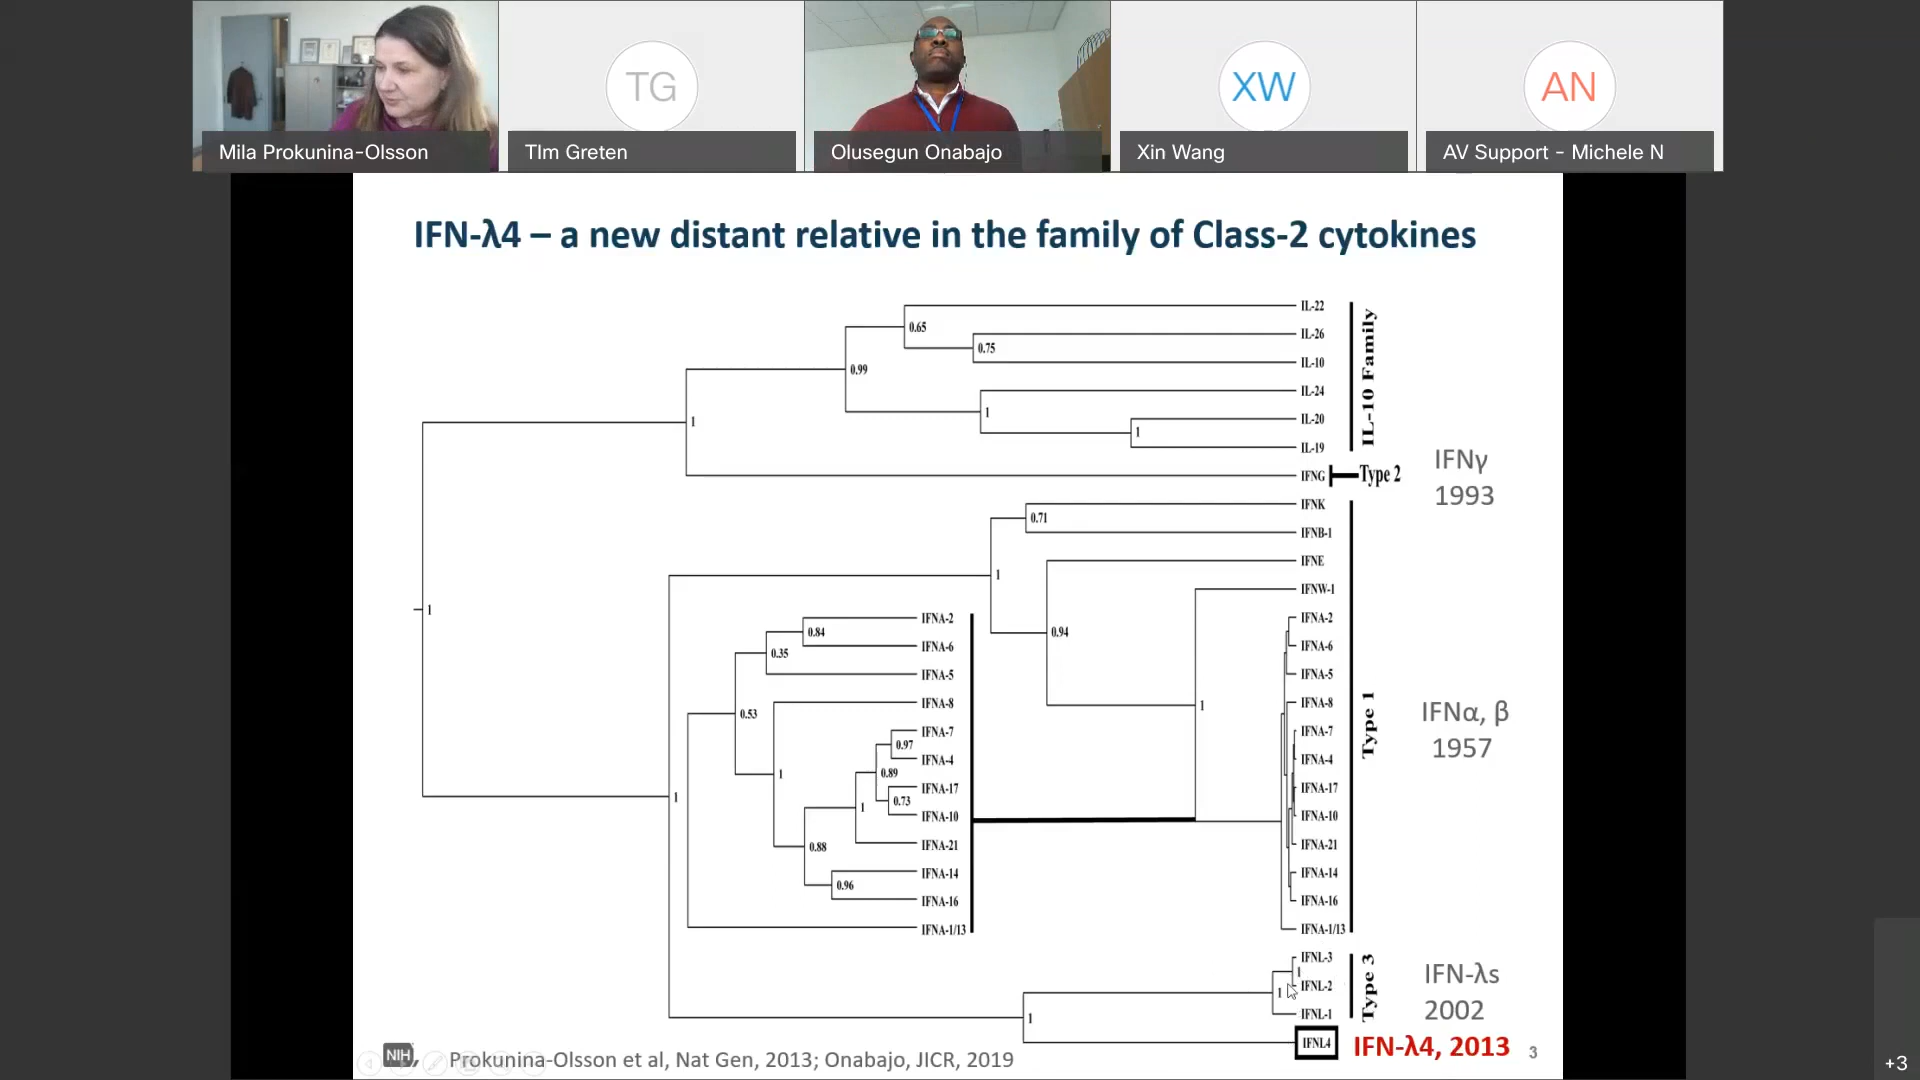 TG
XW
AN
Mila Prokunina-Olsson
TIm Greten
Olusegun Onabajo
Xin Wang
AV Support - Michele N
IFN-λ4 – a new distant relative in the family of Class-2 cytokines
IL-22
0.65
IL-26
0.75
IL-10
0.99
IL-24
1
IL-20
1
IL-19
IL-10 Family
1
IFNG
Type 2
IFNγ
1993
IFNK
0.71
IFNB-1
IFNE
1
IFNW-1
1
0.94
IFNA-2
0.84
IFNA-6
0.35
IFNA-5
IFNA-8
0.53
IFNA-7
0.97
IFNA-4
0.89
1
IFNA-17
0.73
1
IFNA-10
IFNA-21
0.88
IFNA-14
0.96
IFNA-16
IFNA-1/13
1
1
IFNA-2
IFNA-6
IFNA-5
IFNA-8
IFNA-7
IFNA-4
IFNA-17
IFNA-10
IFNA-21
IFNA-14
IFNA-16
IFNA-1/13
Type 1
IFNα, β
1957
IFNL-3
1
IFNL-2
1
IFNL-1
Type 3
IFN-λs
2002
1
IFNL4
IFN-λ4, 2013
3
NIH
Prokunina-Olsson et al, Nat Gen, 2013; Onabajo, JICR, 2019
+3